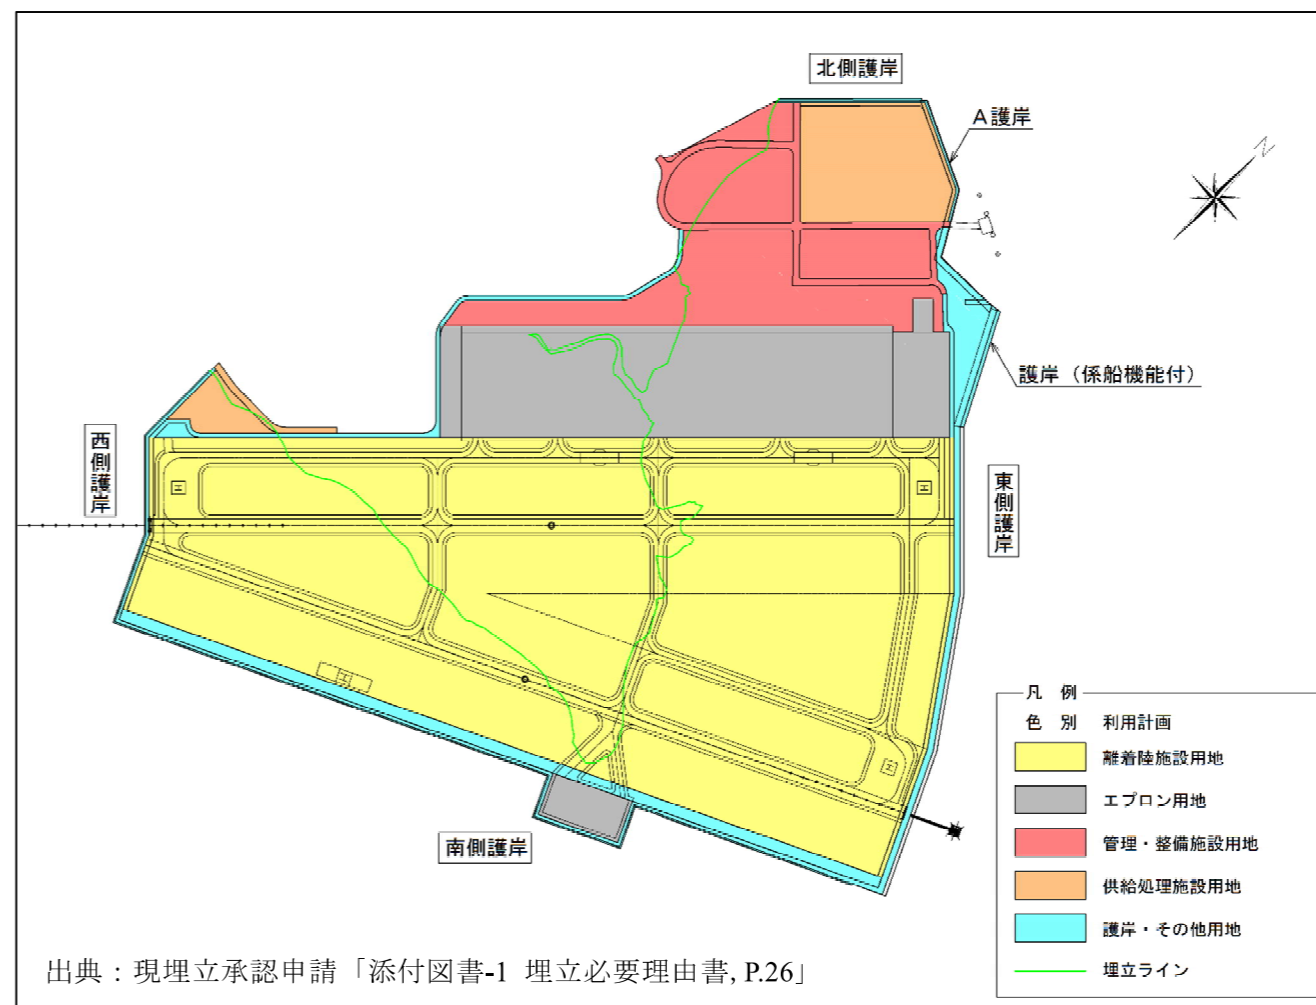 北側護岸
A護岸
N
護岸（係船機能付）
西側護岸
東側護岸
H
H
H
H
南側護岸
凡 例
色 別 利用計画
離着陸施設用地
エプロン用地
管理・整備施設用地
供給処理施設用地
護岸・その他用地
埋立ライン
出典：現埋立承認申請「添付図書-1 埋立必要理由書, P.26」